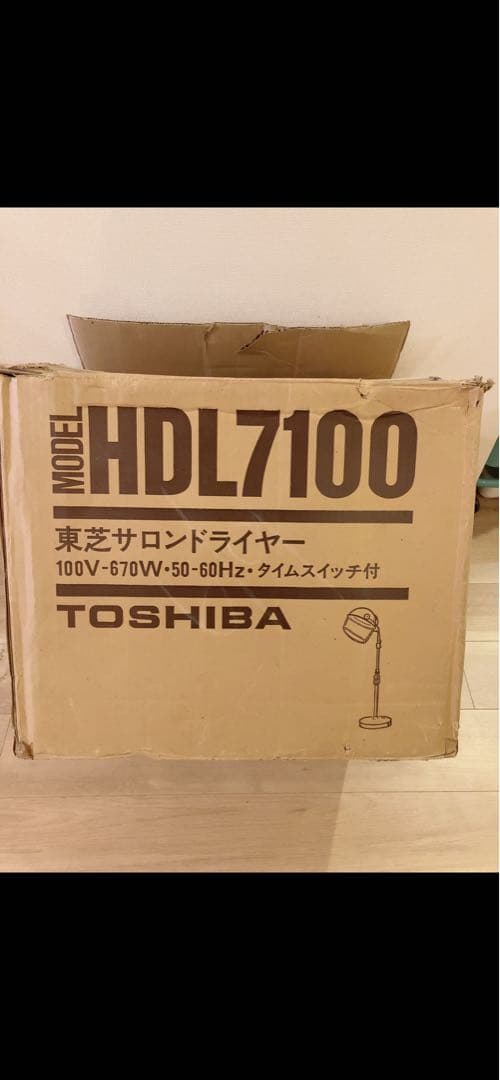 MODEL HDL7100
東芝サロンドライヤー
100V-670W・50-60Hz・タイムスイッチ付
TOSHIBA